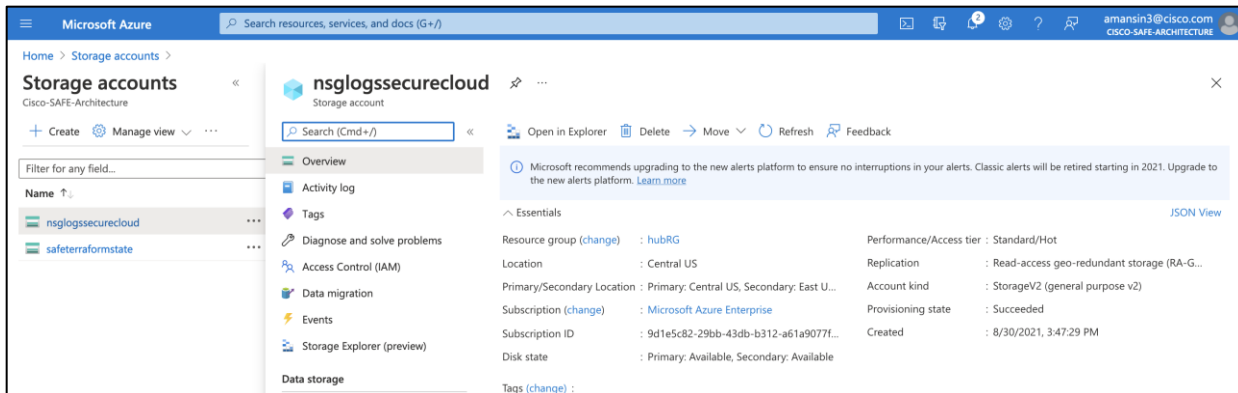 Microsoft Azure
Search resources, services, and docs (G+/)
2
amansin3@cisco.com
CISCO-SAFE-ARCHITECTURE
Home > Storage accounts >
Storage accounts
Cisco-SAFE-Architecture
Create
Manage view
Filter for any field...
Name
nsglogssecurecloud
safeterraformstate
nsglogssecurecloud
Storage account
Search (Cmd+/)
Overview
Activity log
Tags
Diagnose and solve problems
Access Control (IAM)
Data migration
Events
Storage Explorer (preview)
Data storage
Open in Explorer
Delete
Move
Refresh
Feedback
Microsoft recommends upgrading to the new alerts platform to ensure no interruptions in your alerts. Classic alerts will be retired starting in 2021. Upgrade to
the new alerts platform. Learn more
Essentials
JSON View
Resource group (change) : hubRG
Location : Central US
Primary/Secondary Location : Primary: Central US, Secondary: East U...
Subscription (change) : Microsoft Azure Enterprise
Subscription ID : 9d1e5c82-29bb-43db-b312-a61a9077f...
Disk state : Primary: Available, Secondary: Available
Tags (change) :
Performance/Access tier : Standard/Hot
Replication : Read-access geo-redundant storage (RA-G...
Account kind : StorageV2 (general purpose v2)
Provisioning state : Succeeded
Created : 8/30/2021, 3:47:29 PM